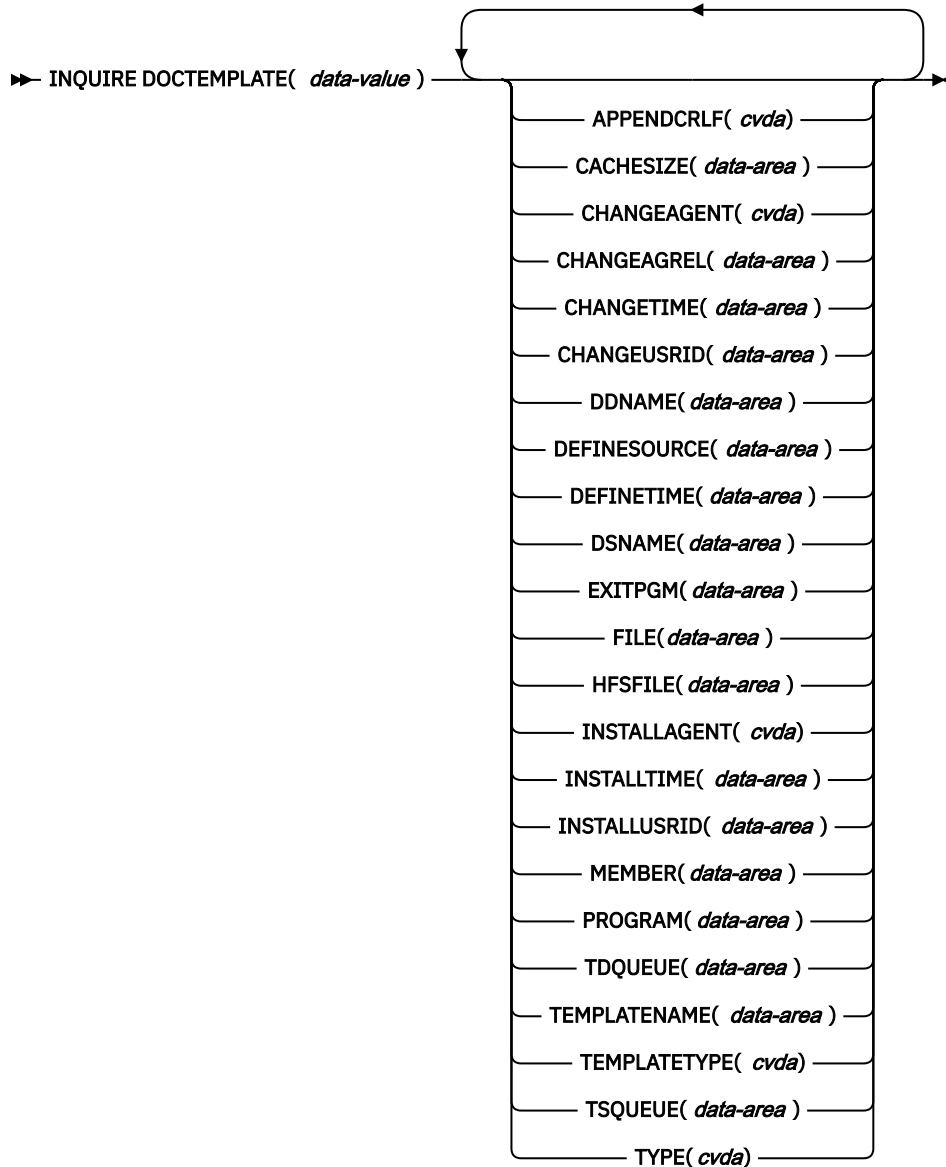 INQUIRE DOCTEMPLATE( data-value )
APPENDCRLF( cvda)
CACHESIZE( data-area )
CHANGEAGENT( cvda)
CHANGEAGREL( data-area )
CHANGETIME( data-area )
CHANGEUSRID( data-area )
DDNAME( data-area )
DEFINESOURCE( data-area )
DEFINETIME( data-area )
DSNAME( data-area )
EXITPGM( data-area )
FILE(data-area )
HFSFILE(data-area )
INSTALLAGENT( cvda)
INSTALLTIME( data-area )
INSTALLUSRID( data-area )
MEMBER( data-area )
PROGRAM( data-area )
TDQUEUE( data-area )
TEMPLATENAME( data-area )
TEMPLATETYPE( cvda)
TSQUEUE( data-area )
TYPE( cvda)